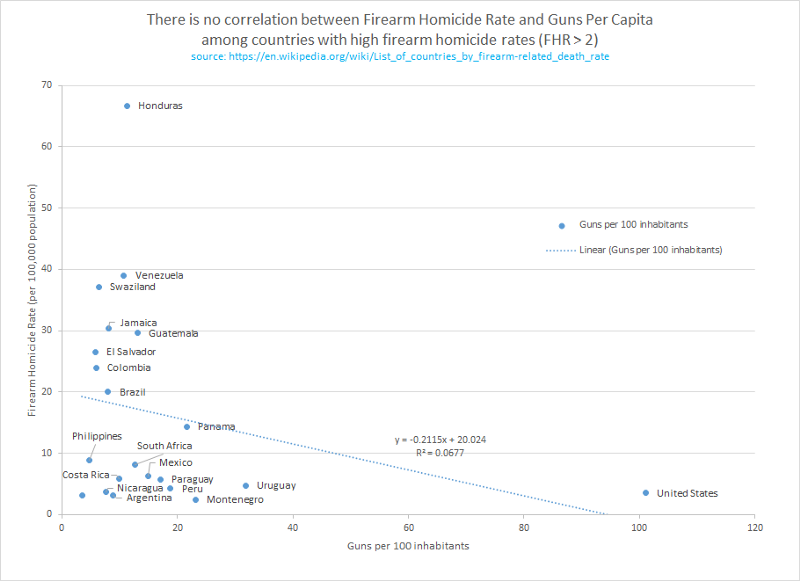 There is no correlation between Firearm Homicide Rate and Guns Per Capita
among countries with high firearm homicide rates (FHR > 2)
source: https://en.wikipedia.org/wiki/List_of_countries_by_firearm-related_death_rate
Firearm Homicide Rate (per 100,000 population)
70
60
50
40
30
20
10
0
Honduras
Guns per 100 inhabitants
Linear (Guns per 100 inhabitants)
Venezuela
Swaziland
Jamaica
Guatemala
El Salvador
Colombia
Brazil
Panama
y = -0.2115x + 20.024
R² = 0.0677
Philippines
South Africa
Mexico
Costa Rica
Paraguay
Nicaragua
Peru
Uruguay
Argentina
Montenegro
United States
0
20
40
60
80
100
120
Guns per 100 inhabitants